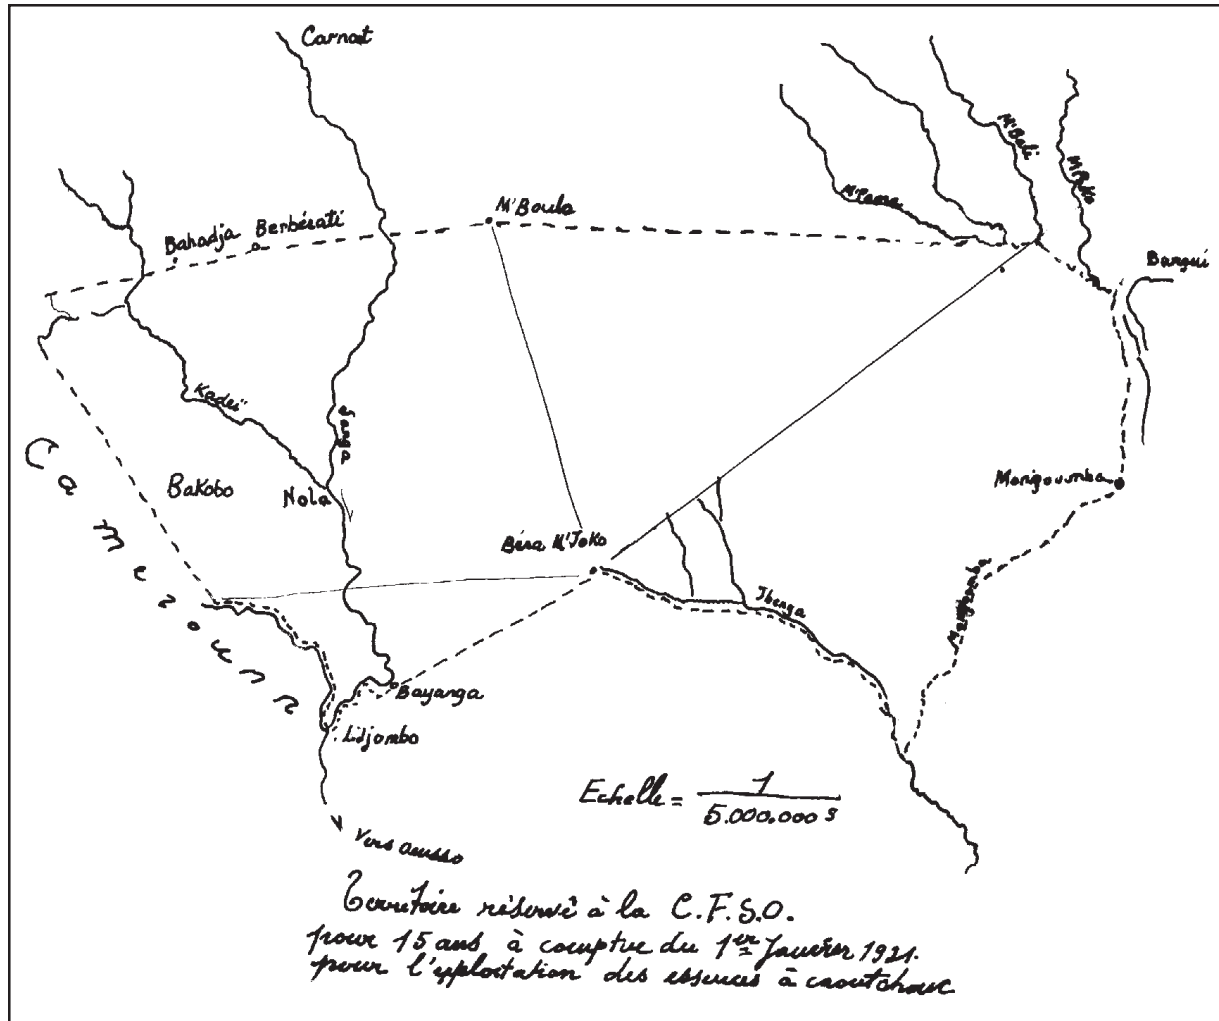 Carnot
M'Bali
M'Poko
M'Boula
Bahadja Berbérati
Bangui
Kadeï
Sanga
Mongoumba
Cameroun
Bakobo
Nola
Béra N'Joko
Ibenga
Bayanga
Lidjombo
Echelle = 1
5.000.000 s
Vers Ouesso
Territoire réservé à la C.F.S.O.
pour 15 ans à compter du 1er Janvier 1921.
pour l'exploitation des essences à caoutchouc